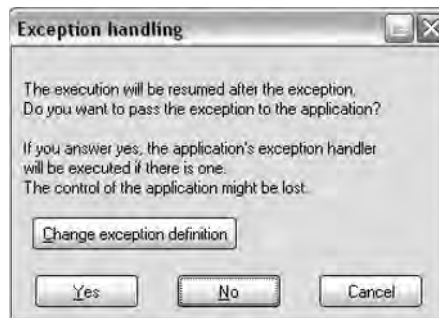 Exception handling
The execution will be resumed after the exception.
Do you want to pass the exception to the application?
If you answer yes, the application's exception handler
will be executed if there is one.
The control of the application might be lost.
Change exception definition
Yes
No
Cancel